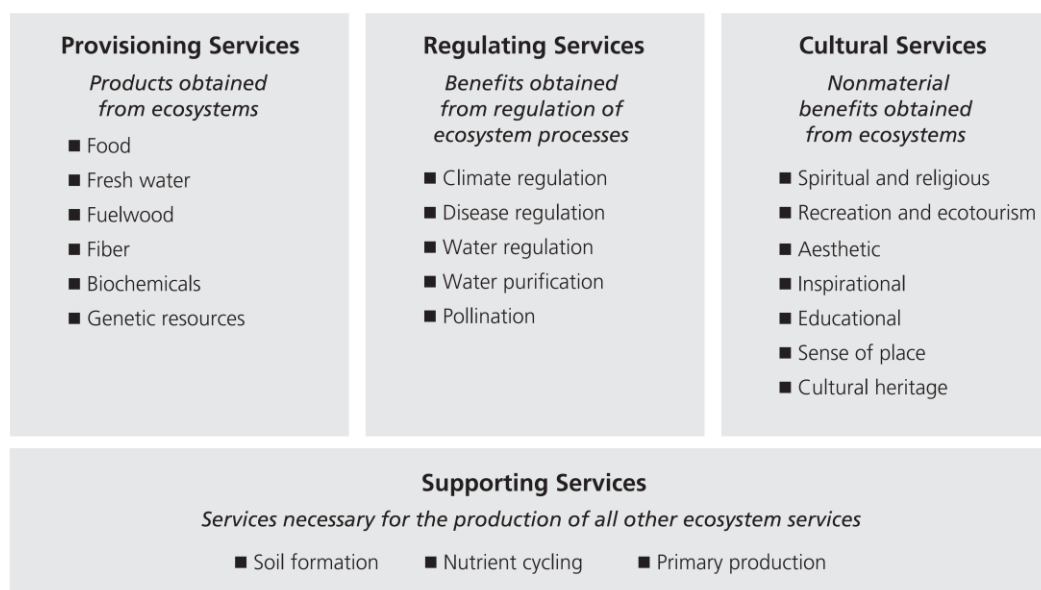 Provisioning Services
Products obtained
from ecosystems
■ Food
■ Fresh water
■ Fuelwood
■ Fiber
■ Biochemicals
■ Genetic resources
Regulating Services
Benefits obtained
from regulation of
ecosystem processes
■ Climate regulation
■ Disease regulation
■ Water regulation
■ Water purification
■ Pollination
Cultural Services
Nonmaterial
benefits obtained
from ecosystems
■ Spiritual and religious
■ Recreation and ecotourism
■ Aesthetic
■ Inspirational
■ Educational
■ Sense of place
■ Cultural heritage
Supporting Services
Services necessary for the production of all other ecosystem services
■ Soil formation ■ Nutrient cycling ■ Primary production